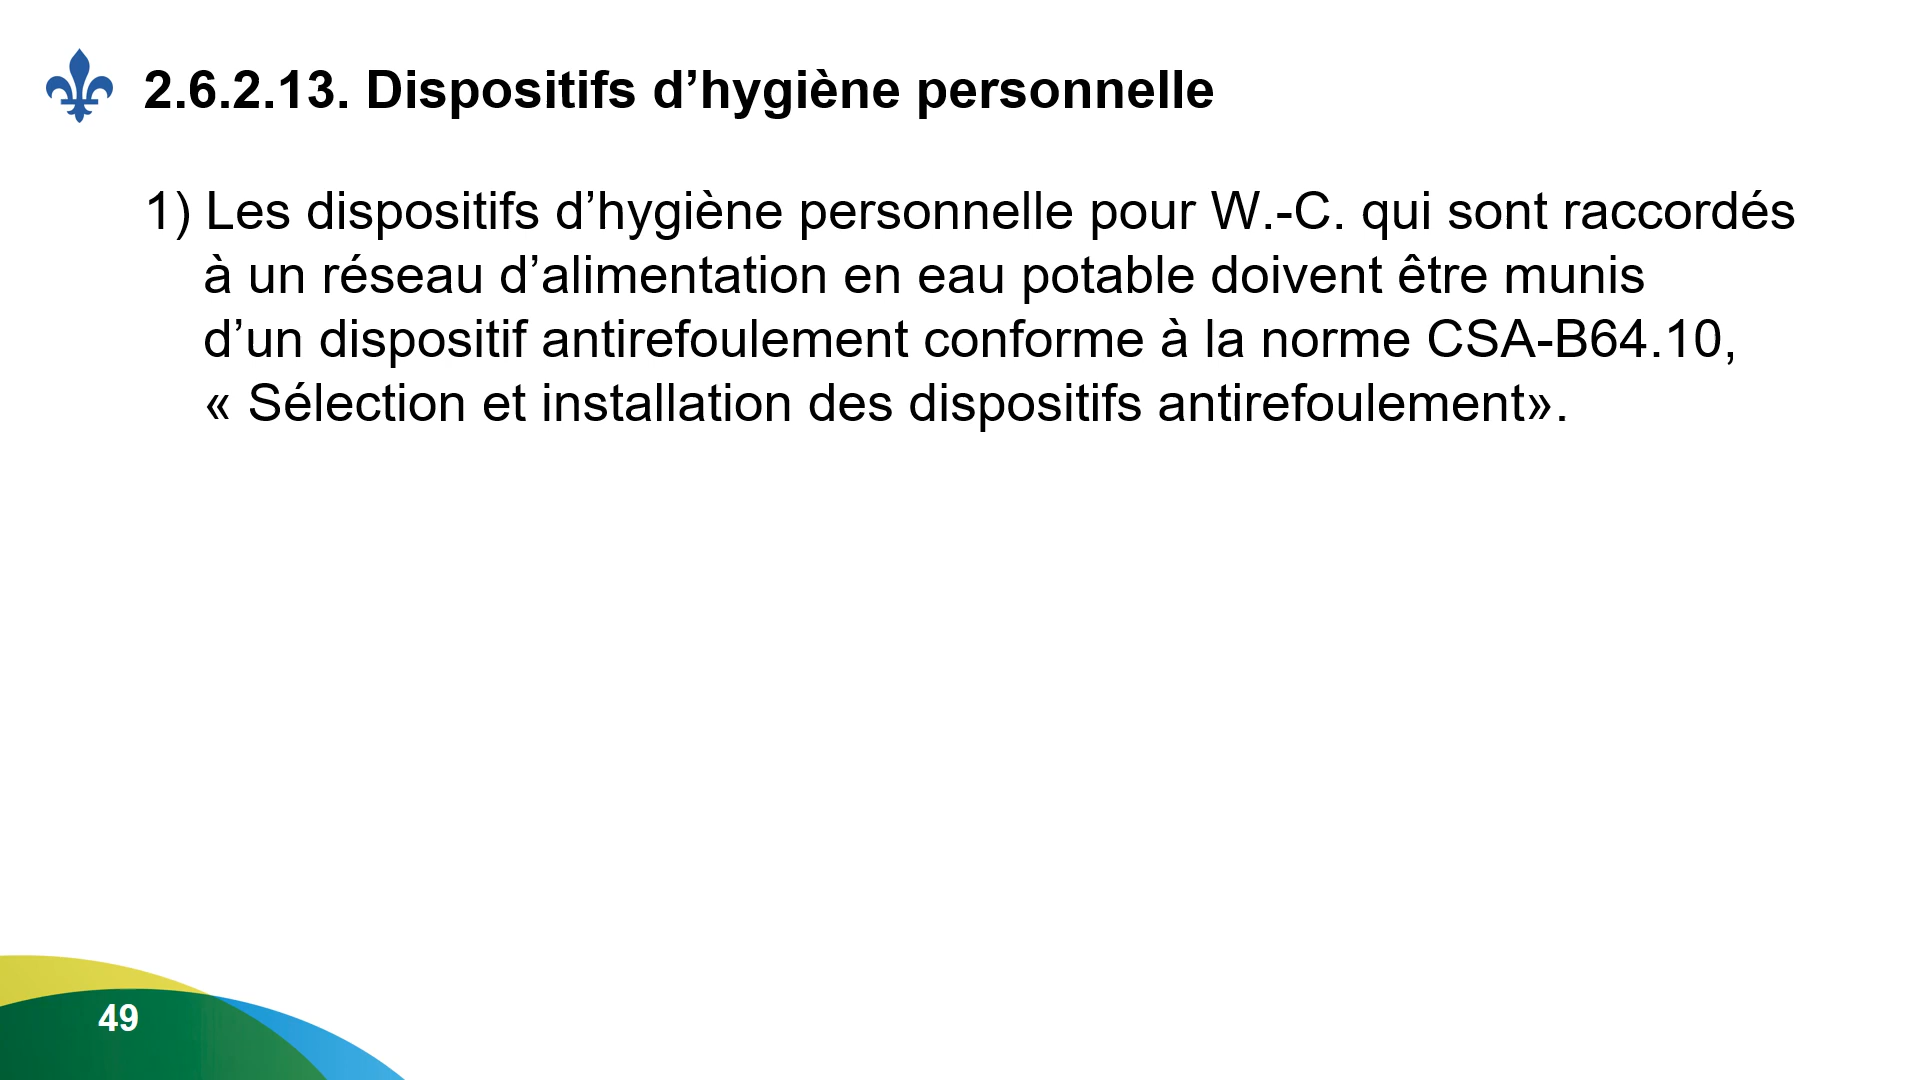 2.6.2.13. Dispositifs d’hygiène personnelle
1) Les dispositifs d’hygiène personnelle pour W.-C. qui sont raccordés
à un réseau d’alimentation en eau potable doivent être munis
d’un dispositif antirefoulement conforme à la norme CSA-B64.10,
« Sélection et installation des dispositifs antirefoulement».
49